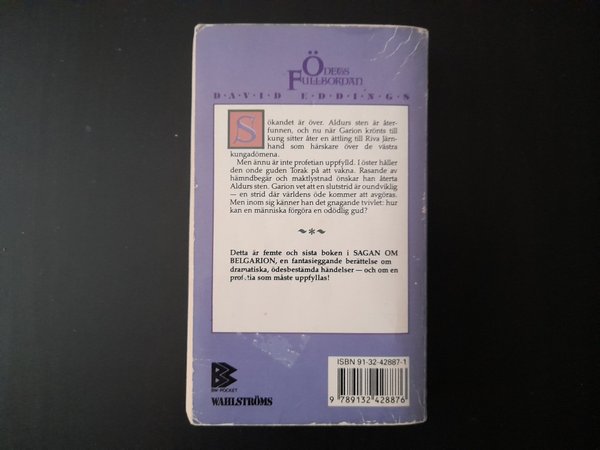 ÖDETS
FULLBORDAN
D·A·V·I·D E·D·D·I·N·G·S
Sökandet är över. Aldurs sten är åter-
funnen, och nu när Garion krönts till
kung sitter åter en ättling till Riva Järn-
hand som härskare över de västra
kungadömena.
Men ännu är inte profetian uppfylld. I öster håller
den onde guden Torak på att vakna. Rasande av
hämndbegär och maktlystnad önskar han återta
Aldurs sten. Garion vet att en slutstrid är oundviklig
— en strid där världens öde kommer att avgöras.
Men inom sig känner han det gnagande tvivlet: hur
kan en människa förgöra en odödlig gud?
Detta är femte och sista boken i SAGAN OM
BELGARION, en fantasieggande berättelse om
dramatiska, ödesbestämda händelser — och om en
profetia som måste uppfyllas!
ISBN 91-32-42887-1
9 789132 428876
BW-POCKET
WAHLSTRÖMS